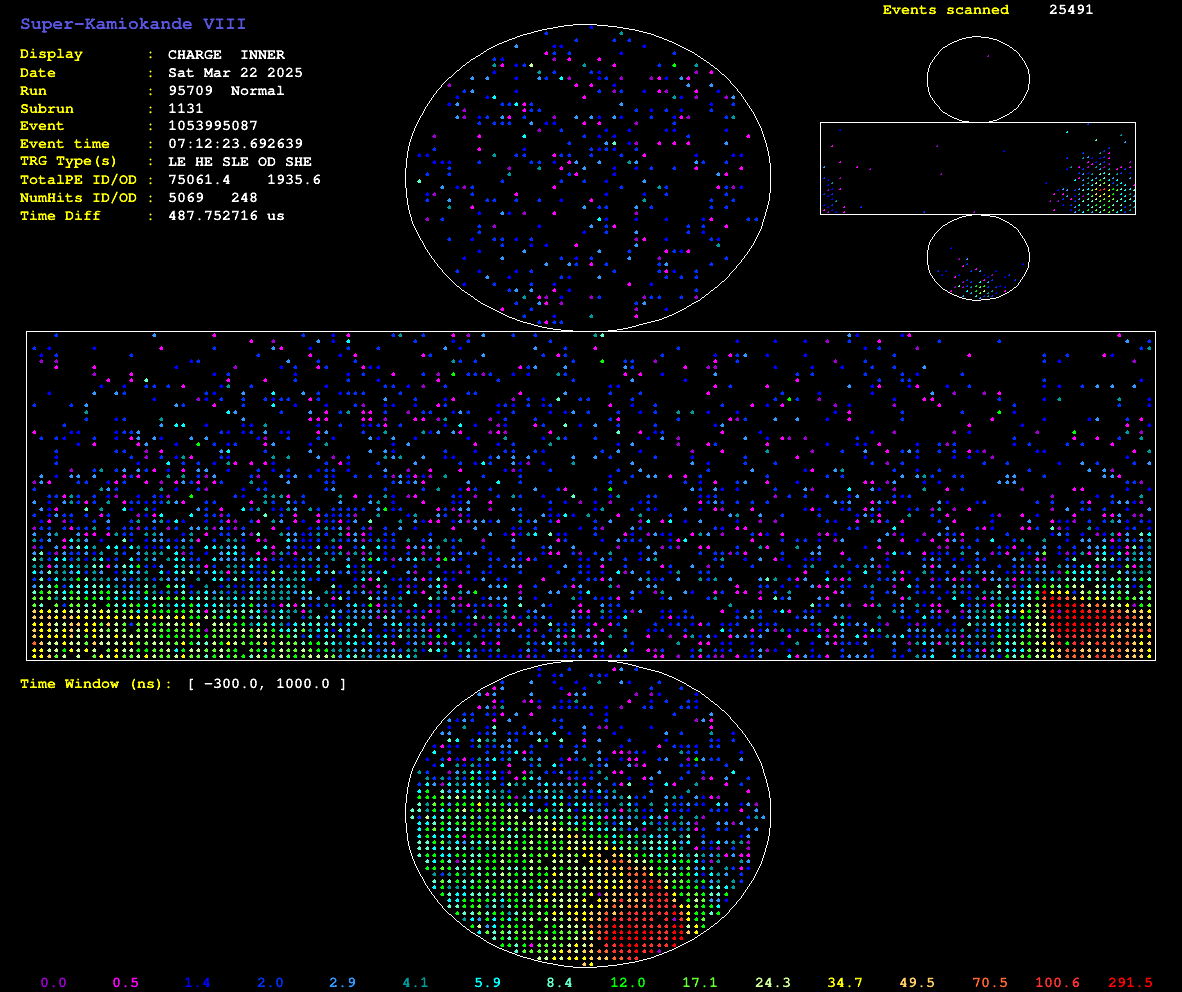 Super-Kamiokande VIII
Display : CHARGE INNER
Date : Sat Mar 22 2025
Run : 95709 Normal
Subrun : 1131
Event : 1053995087
Event time : 07:12:23.692639
TRG Type(s) : LE HE SLE OD SHE
TotalPE ID/OD : 75061.4 1935.6
NumHits ID/OD : 5069 248
Time Diff : 487.752716 us
Events scanned 25491
Time Window (ns): [ -300.0, 1000.0 ]
0.0 0.5 1.4 2.0 2.9 4.1 5.9 8.4 12.0 17.1 24.3 34.7 49.5 70.5 100.6 291.5